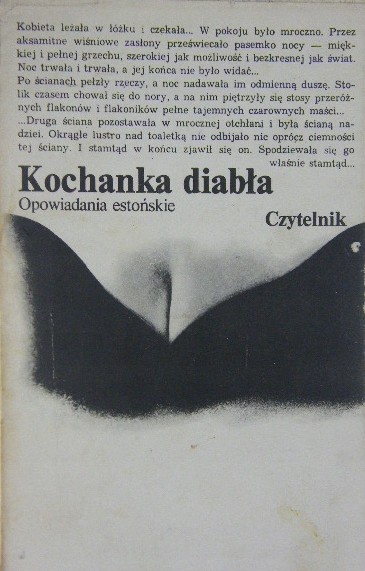 Kobieta leżała w łóżku i czekała... W pokoju było mroczno. Przez
aksamitne wiśniowe zasłony przeświecało pasemko nocy — mięk-
kiej i pełnej grzechu, szerokiej jak możliwość i bezkresnej jak świat.
Noc trwała i trwała, a jej końca nie było widać...
Po ścianach pełzły rzeczy, a noc nadawała im odmienną duszę. Sto-
lik czasem chował się do nory, a na nim piętrzyły się stosy przeróż-
nych flakonów i flakoników pełne tajemnych czarownych maści...
...Druga ściana pozostawała w mrocznej otchłani i była ścianą na-
dziei. Okrągłe lustro nad toaletką nie odbijało nic oprócz ciemności
tej ściany. I stamtąd w końcu zjawił się on. Spodziewała się go
właśnie stamtąd...
Kochanka diabła
Opowiadania estońskie
Czytelnik